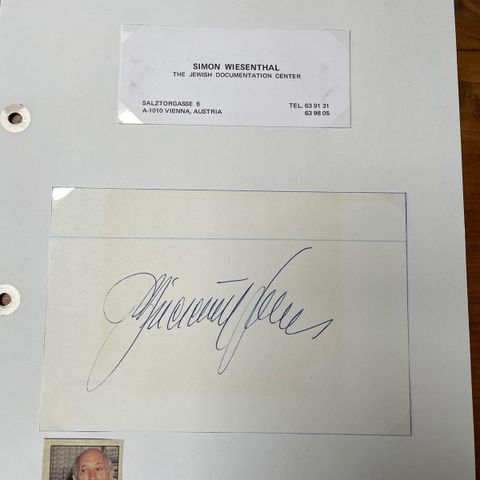 SIMON WIESENTHAL
THE JEWISH DOCUMENTATION CENTER
SALZTORGASSE 6 TEL. 63 91 31
A-1010 VIENNA, AUSTRIA 63 98 05